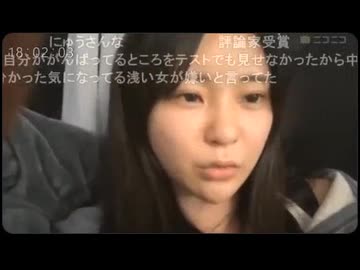 にゅうさんな 評論家受賞 ニコニコ
18:02:03
自分ががんばってるところをテストでも見せなかったから中
かった気になってる浅い女が嫌いと言ってた